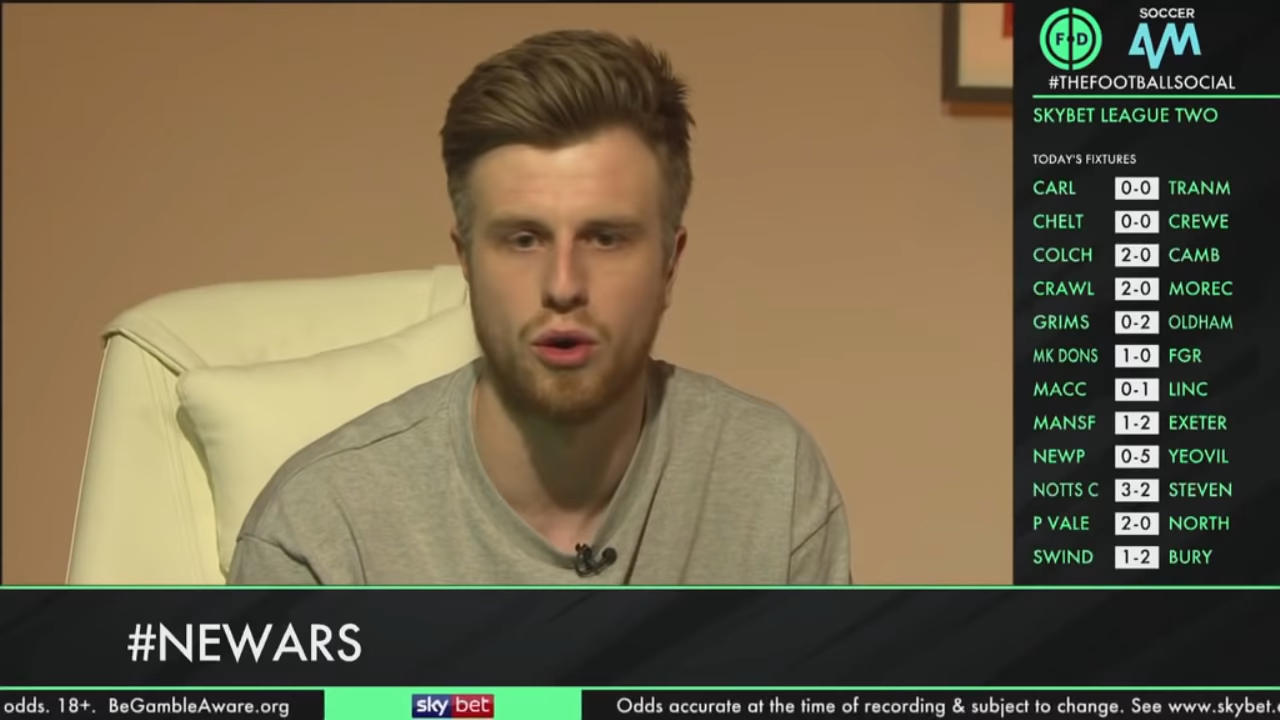 F D
SOCCER
AM
#THEFOOTBALLSOCIAL
SKYBET LEAGUE TWO
TODAY'S FIXTURES
CARL 0-0 TRANM
CHELT 0-0 CREWE
COLCH 2-0 CAMB
CRAWL 2-0 MOREC
GRIMS 0-2 OLDHAM
MK DONS 1-0 FGR
MACC 0-1 LINC
MANSF 1-2 EXETER
NEWP 0-5 YEOVIL
NOTTS C 3-2 STEVEN
P VALE 2-0 NORTH
SWIND 1-2 BURY
#NEWARS
odds. 18+. BeGambleAware.org sky bet Odds accurate at the time of recording & subject to change. See www.skybet.